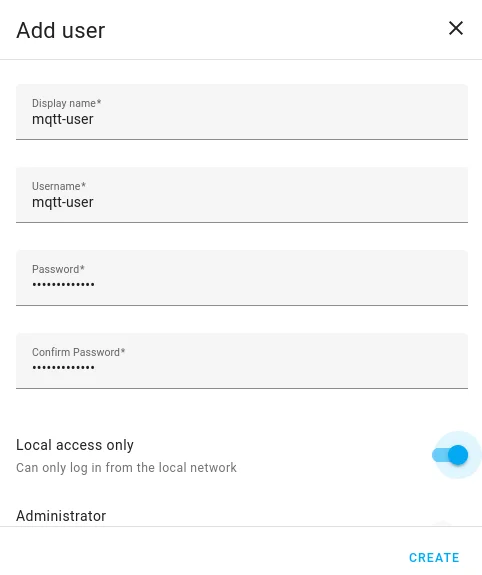 Add user
Display name*
mqtt-user
Username*
mqtt-user
Password*
•••••••••••••
Confirm Password*
•••••••••••••
Local access only
Can only log in from the local network
Administrator
CREATE